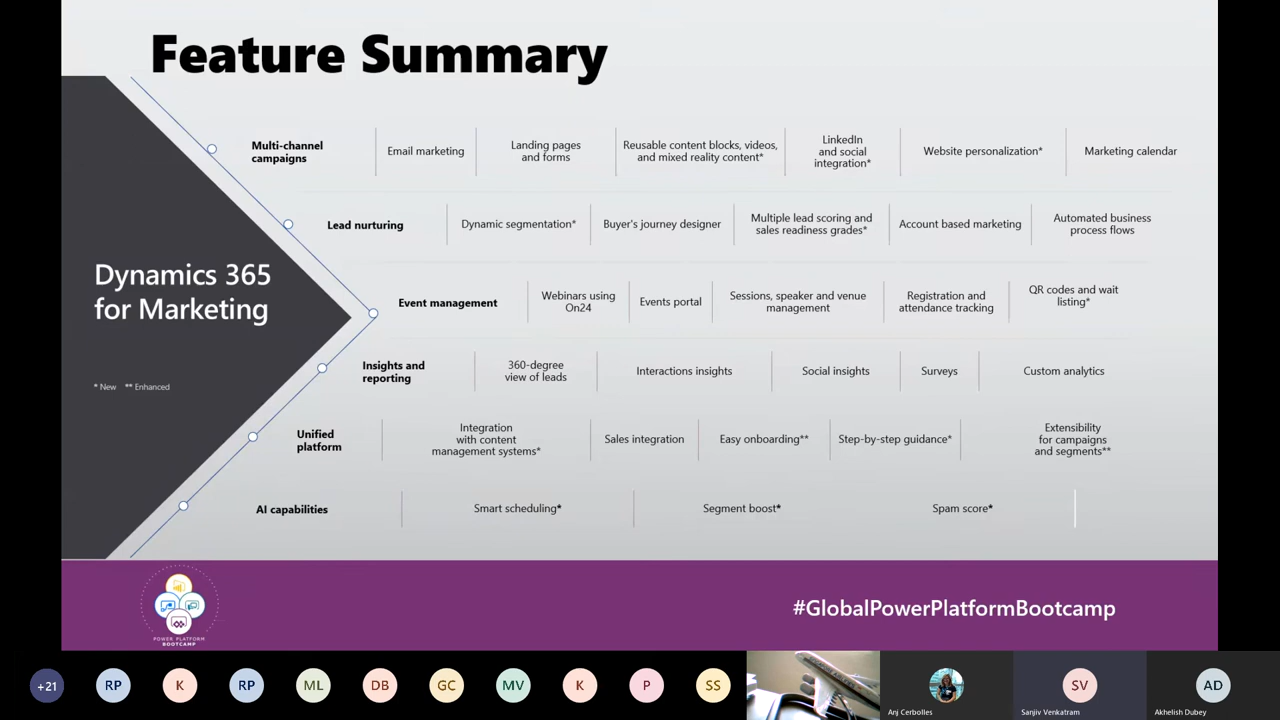 Feature Summary
Multi-channel
campaigns
Email marketing
Landing pages
and forms
Reusable content blocks, videos,
and mixed reality content*
LinkedIn
and social
integration*
Website personalization*
Marketing calendar
Lead nurturing
Dynamic segmentation*
Buyer's journey designer
Multiple lead scoring and
sales readiness grades*
Account based marketing
Automated business
process flows
Dynamics 365
for Marketing
* New ** Enhanced
Event management
Webinars using
On24
Events portal
Sessions, speaker and venue
management
Registration and
attendance tracking
QR codes and wait
listing*
Insights and
reporting
360-degree
view of leads
Interactions insights
Social insights
Surveys
Custom analytics
Unified
platform
Integration
with content
management systems*
Sales integration
Easy onboarding**
Step-by-step guidance*
Extensibility
for campaigns
and segments**
AI capabilities
Smart scheduling*
Segment boost*
Spam score*
POWER PLATFORM
BOOTCAMP
#GlobalPowerPlatformBootcamp
+21
RP
K
RP
ML
DB
GC
MV
K
P
SS
Anj Cerbolles
SV
Sanjiv Venkatram
AD
Akhelish Dubey